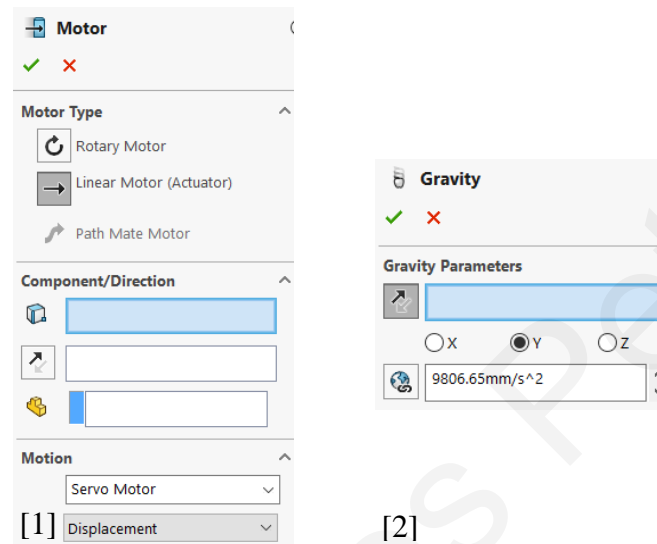 Motor
Motor Type
Rotary Motor
Linear Motor (Actuator)
Path Mate Motor
Component/Direction
Motion
Servo Motor
[1] Displacement
Gravity
Gravity Parameters
X Y Z
9806.65mm/s^2
[2]